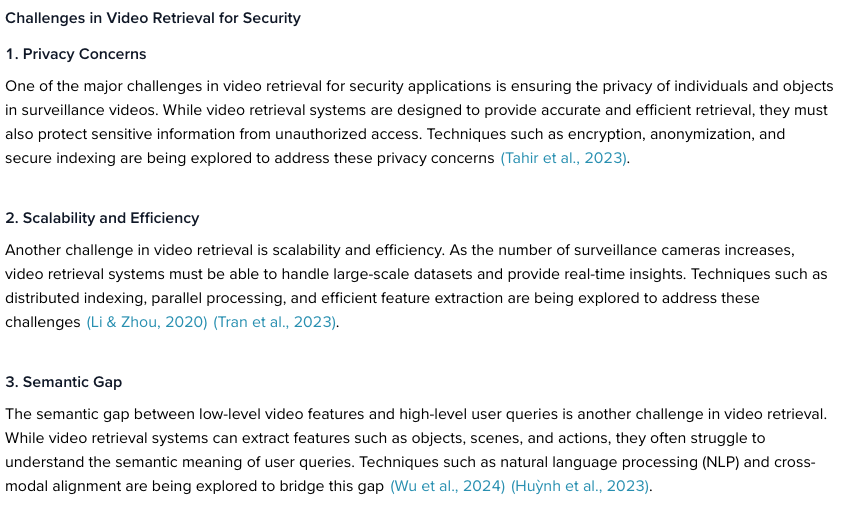 Challenges in Video Retrieval for Security
1. Privacy Concerns
One of the major challenges in video retrieval for security applications is ensuring the privacy of individuals and objects
in surveillance videos. While video retrieval systems are designed to provide accurate and efficient retrieval, they must
also protect sensitive information from unauthorized access. Techniques such as encryption, anonymization, and
secure indexing are being explored to address these privacy concerns (Tahir et al., 2023).
2. Scalability and Efficiency
Another challenge in video retrieval is scalability and efficiency. As the number of surveillance cameras increases,
video retrieval systems must be able to handle large-scale datasets and provide real-time insights. Techniques such as
distributed indexing, parallel processing, and efficient feature extraction are being explored to address these
challenges (Li & Zhou, 2020) (Tran et al., 2023).
3. Semantic Gap
The semantic gap between low-level video features and high-level user queries is another challenge in video retrieval.
While video retrieval systems can extract features such as objects, scenes, and actions, they often struggle to
understand the semantic meaning of user queries. Techniques such as natural language processing (NLP) and cross-
modal alignment are being explored to bridge this gap (Wu et al., 2024) (Huỳnh et al., 2023).